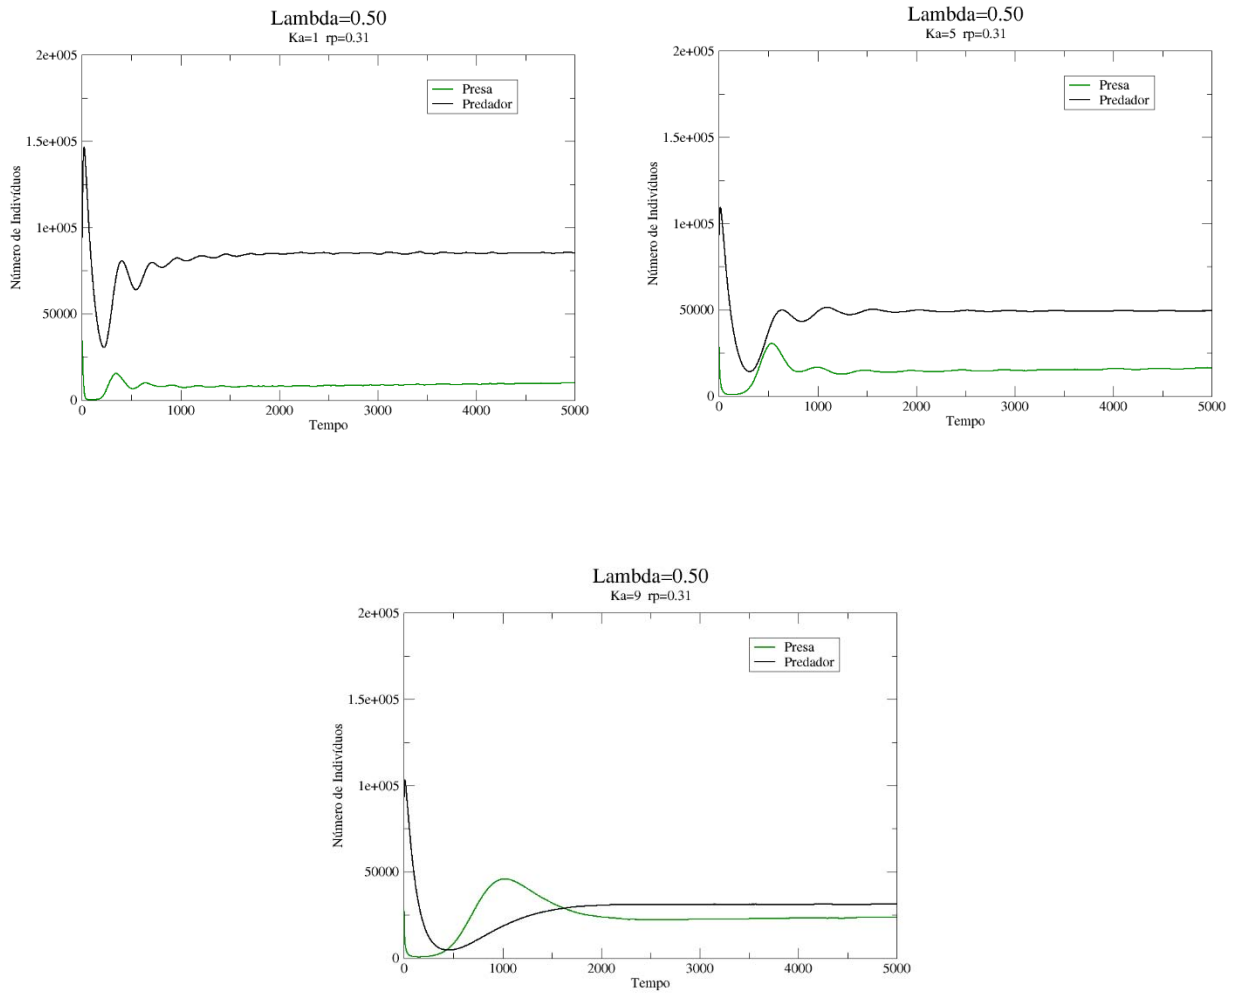 Lambda=0.50
Ka=1 rp=0.31
2e+005
1.5e+005
1e+005
50000
0
Número de Indivíduos
Presa
Predador
0 1000 2000 3000 4000 5000
Tempo
Lambda=0.50
Ka=5 rp=0.31
2e+005
1.5e+005
1e+005
50000
0
Número de Indivíduos
Presa
Predador
0 1000 2000 3000 4000 5000
Tempo
Lambda=0.50
Ka=9 rp=0.31
2e+005
1.5e+005
1e+005
50000
0
Número de Indivíduos
Presa
Predador
0 1000 2000 3000 4000 5000
Tempo